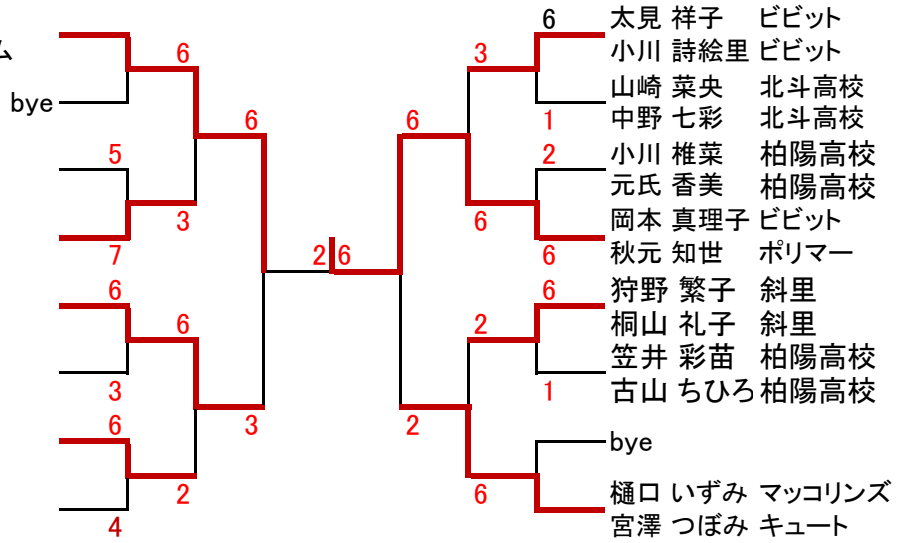 6 太見 祥子 ビビット
ム 6 3 小川 詩絵里 ビビット
山崎 菜央 北斗高校
bye 6 6 1 中野 七彩 北斗高校
5 2 小川 椎菜 柏陽高校
元氏 香美 柏陽高校
3 6 岡本 真理子 ビビット
7 2 6 6 秋元 知世 ポリマー
6 6 狩野 繁子 斜里
6 2 桐山 礼子 斜里
笠井 彩苗 柏陽高校
3 1 古山 ちひろ 柏陽高校
6 3 2
bye
2 6 樋口 いずみ マッコリンズ
4 宮澤 つぼみ キュート